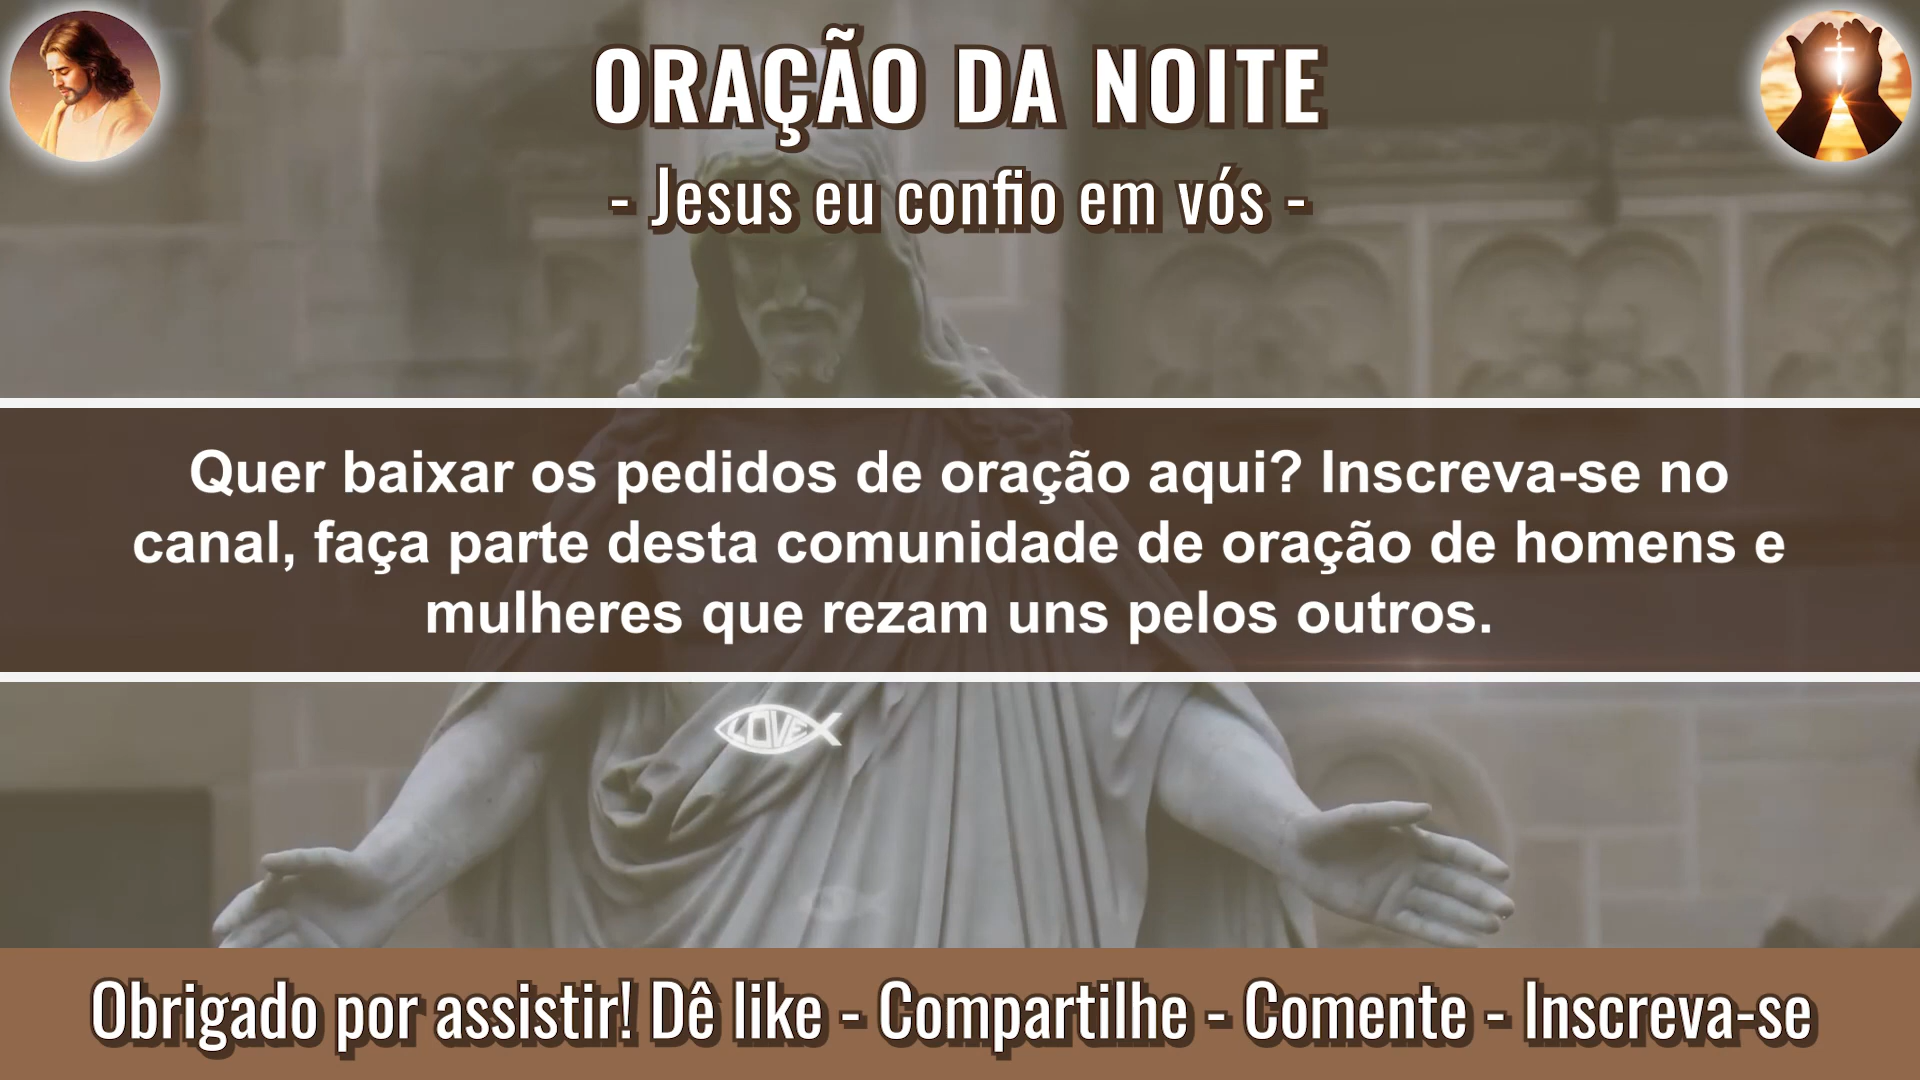 ORAÇÃO DA NOITE
- Jesus eu confio em vós -
Quer baixar os pedidos de oração aqui? Inscreva-se no
canal, faça parte desta comunidade de oração de homens e
mulheres que rezam uns pelos outros.
LOVE
Obrigado por assistir! Dê like - Compartilhe - Comente - Inscreva-se